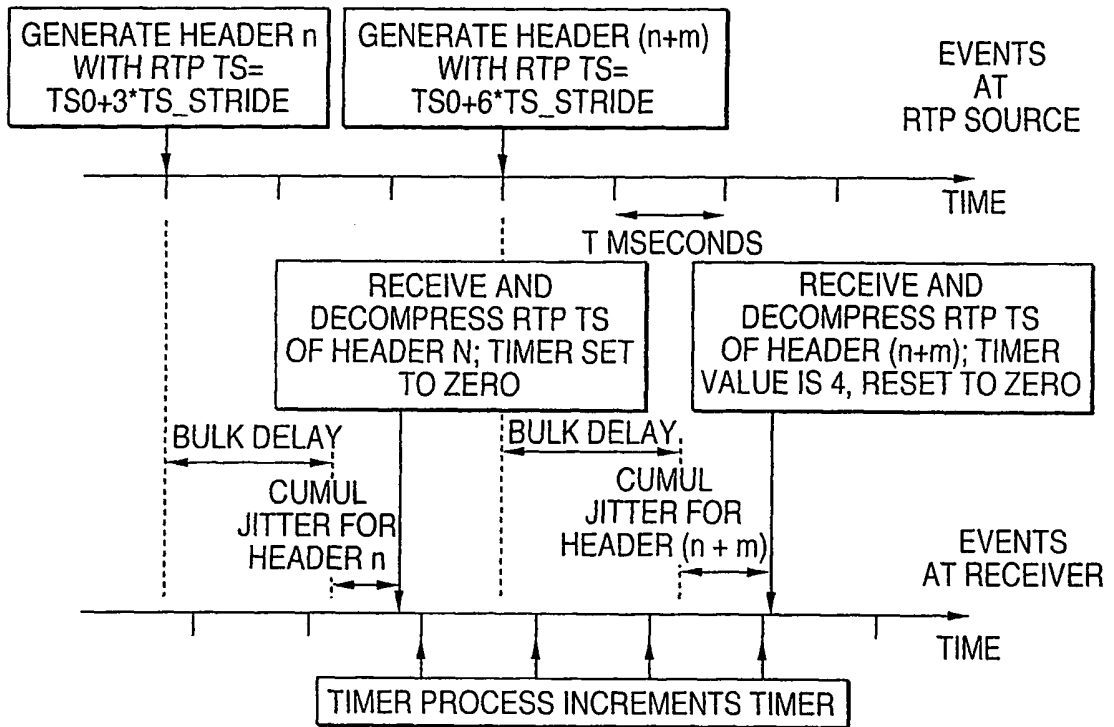 GENERATE HEADER n
WITH RTP TS=
TS0+3*TS_STRIDE
GENERATE HEADER (n+m)
WITH RTP TS=
TS0+6*TS_STRIDE
EVENTS
AT
RTP SOURCE
TIME
T MSECONDS
RECEIVE AND
DECOMPRESS RTP TS
OF HEADER N; TIMER SET
TO ZERO
RECEIVE AND
DECOMPRESS RTP TS
OF HEADER (n+m); TIMER
VALUE IS 4, RESET TO ZERO
BULK DELAY
BULK DELAY
CUMUL
JITTER FOR
HEADER n
CUMUL
JITTER FOR
HEADER (n + m)
EVENTS
AT RECEIVER
TIME
TIMER PROCESS INCREMENTS TIMER